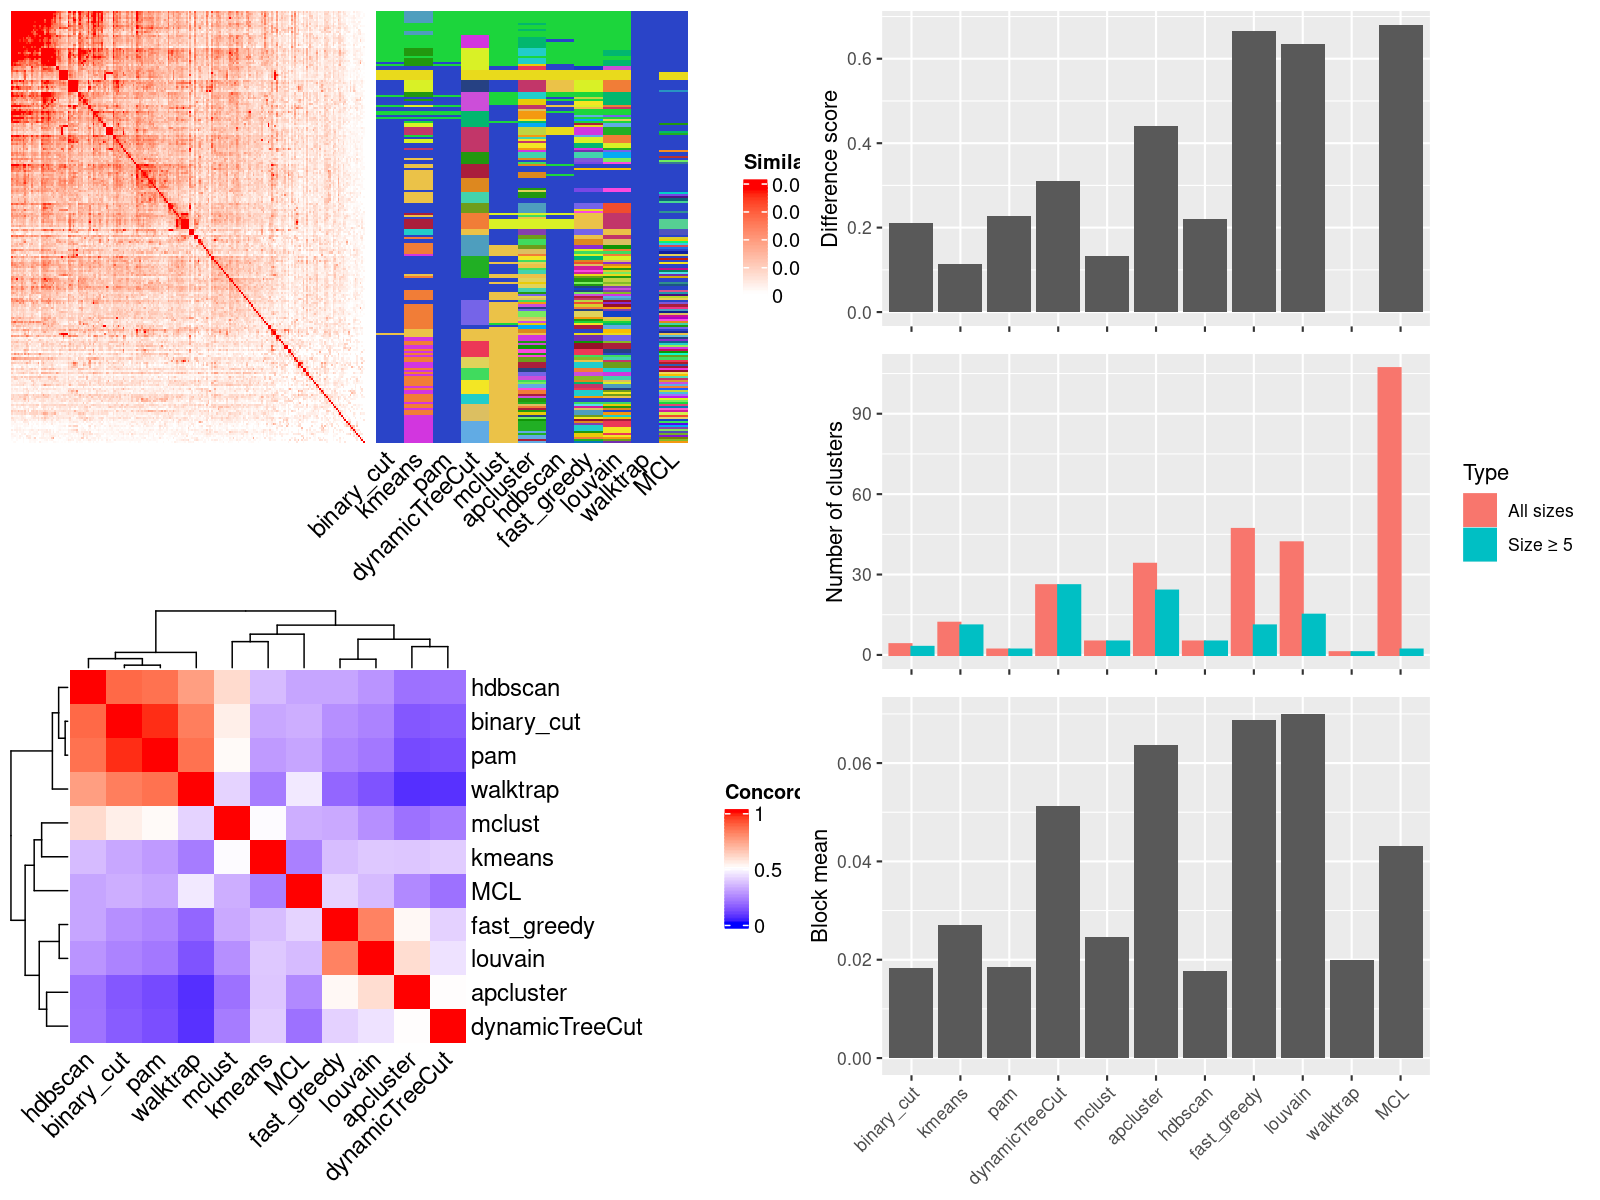 Simila
0.0
0.0
0.0
0.0
0
binary_cut
kmeans
pam
dynamicTreeCut
mclust
apcluster
hdbscan
fast_greedy
louvain
walktrap
MCL
hdbscan
binary_cut
pam
walktrap
mclust
kmeans
MCL
fast_greedy
louvain
apcluster
dynamicTreeCut
hdbscan
binary_cut
pam
walktrap
mclust
kmeans
MCL
fast_greedy
louvain
apcluster
dynamicTreeCut
Concord
1
0.5
0
Difference score
0.6
0.4
0.2
0.0
Number of clusters
90
60
30
0
Type
All sizes
Size ≥ 5
Block mean
0.06
0.04
0.02
0.00
binary_cut
kmeans
pam
dynamicTreeCut
mclust
apcluster
hdbscan
fast_greedy
louvain
walktrap
MCL